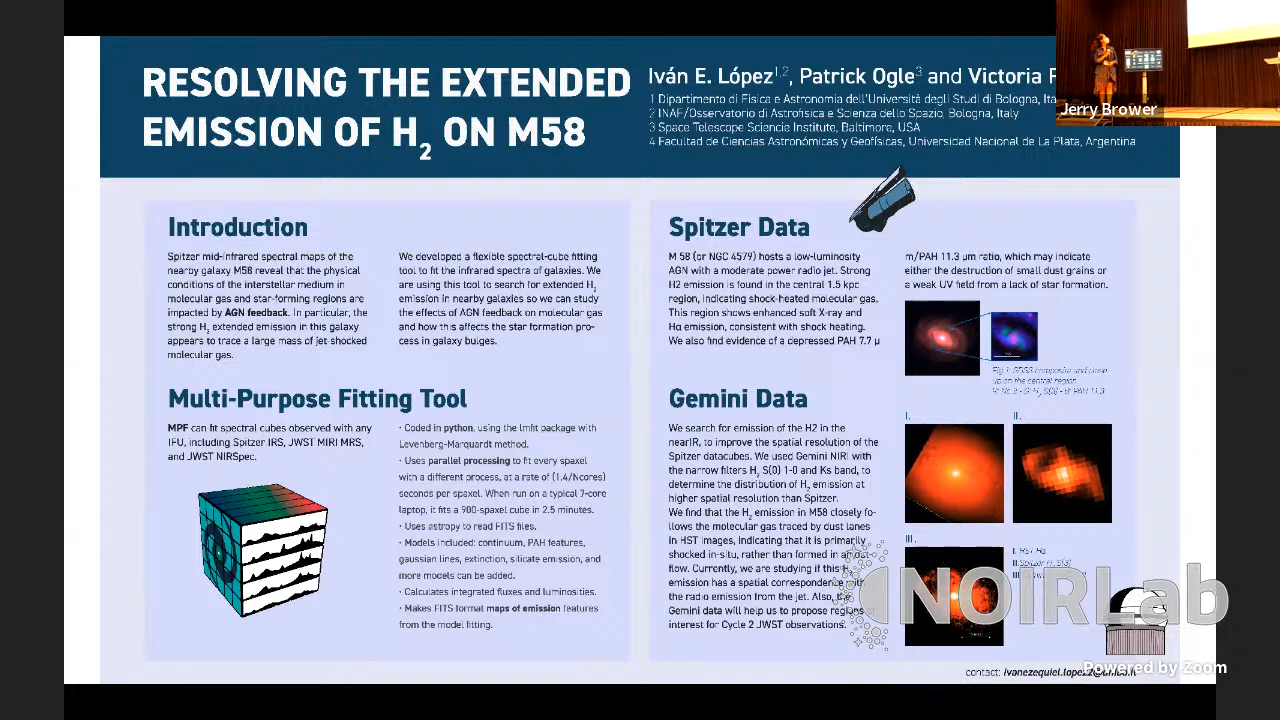 RESOLVING THE EXTENDED
EMISSION OF H2 ON M58
Iván E. López1,2, Patrick Ogle3 and Victoria
1 Dipartimento di Fisica e Astronomia dell'Università degli Studi di Bologna,
2 INAF/Osservatorio di Astrofisica e Scienza dello Spazio, Bologna, Italy
3 Space Telescope Sciencie Institute, Baltimore, USA
4 Facultad de Ciencias Astronómicas y Geofísicas, Universidad Nacional de La Plata, Argentina
Jerry Brower
Introduction
Spitzer mid-infrared spectral maps of the
nearby galaxy M58 reveal that the physical
conditions of the interstellar medium in
molecular gas and star-forming regions are
impacted by AGN feedback. In particular, the
strong H2 extended emission in this galaxy
appears to trace a large mass of jet-shocked
molecular gas.
We developed a flexible spectral-cube fitting
tool to fit the infrared spectra of galaxies. We
are using this tool to search for extended H2
emission in nearby galaxies so we can study
the effects of AGN feedback on molecular gas
and how this affects the star formation pro-
cess in galaxy bulges.
Multi-Purpose Fitting Tool
MPF can fit spectral cubes observed with any
IFU, including Spitzer IRS, JWST MIRI MRS,
and JWST NIRSpec.
• Coded in python, using the lmfit package with
Levenberg-Marquardt method.
• Uses parallel processing to fit every spaxel
with a different process, at a rate of (1.4/Ncores)
seconds per spaxel. When run on a typical 7-core
laptop, it fits a 900-spaxel cube in 2.5 minutes.
• Uses astropy to read FITS files.
• Models included: continuum, PAH features,
gaussian lines, extinction, silicate emission, and
more models can be added.
• Calculates integrated fluxes and luminosities.
• Makes FITS format maps of emission features
from the model fitting.
Spitzer Data
M 58 (or NGC 4579) hosts a low-luminosity
AGN with a moderate power radio jet. Strong
H2 emission is found in the central 1.5 kpc
region, indicating shock-heated molecular gas.
This region shows enhanced soft X-ray and
Hα emission, consistent with shock heating.
We also find evidence of a depressed PAH 7.7 μ
m/PAH 11.3 μm ratio, which may indicate
either the destruction of small dust grains or
a weak UV field from a lack of star formation.
Fig 1: SDSS composite and close
up on the central region
Gemini Data
We search for emission of the H2 in the
nearIR, to improve the spatial resolution of the
Spitzer datacubes. We used Gemini NIRI with
the narrow filters H2 S(0) 1-0 and Ks band, to
determine the distribution of H2 emission at
higher spatial resolution than Spitzer.
We find that the H2 emission in M58 closely fo-
llows the molecular gas traced by dust lanes
in HST images, indicating that it is primarily
shocked in-situ, rather than formed in an out-
flow. Currently, we are studying if this H2
emission has a spatial correspondence with
the radio emission from the jet. Also, the
Gemini data will help us to propose regions of
interest for Cycle 2 JWST observations.
I.
II.
III.
I. HST Hα
II. Spitzer H2 S(3)
III.
NOIRLab
Powered by Zoom
contact: